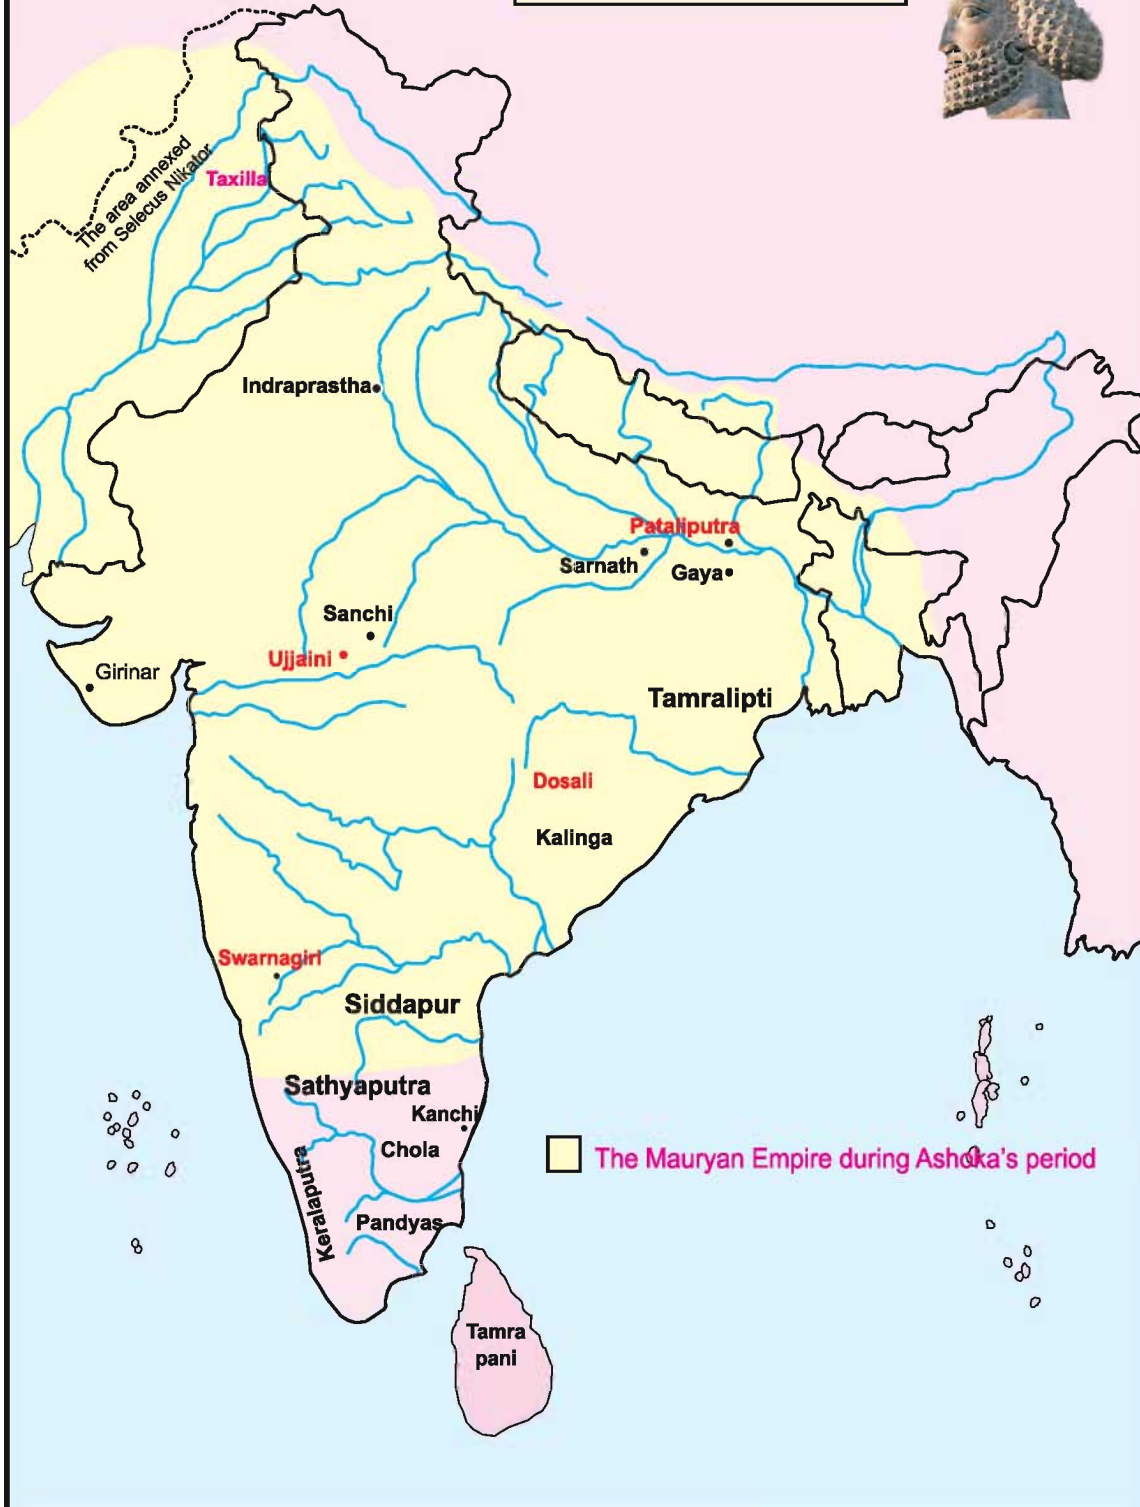 The area annexed
from Selecus Nikator
Taxilla
Indraprastha
Pataliputra
Sarnath
Gaya
Sanchi
Ujjaini
Girinar
Tamralipti
Dosali
Kalinga
Swarnagiri
Siddapur
Sathyaputra
Kanchi
Chola
Keralaputra
Pandyas
The Mauryan Empire during Ashoka's period
Tamra
pani